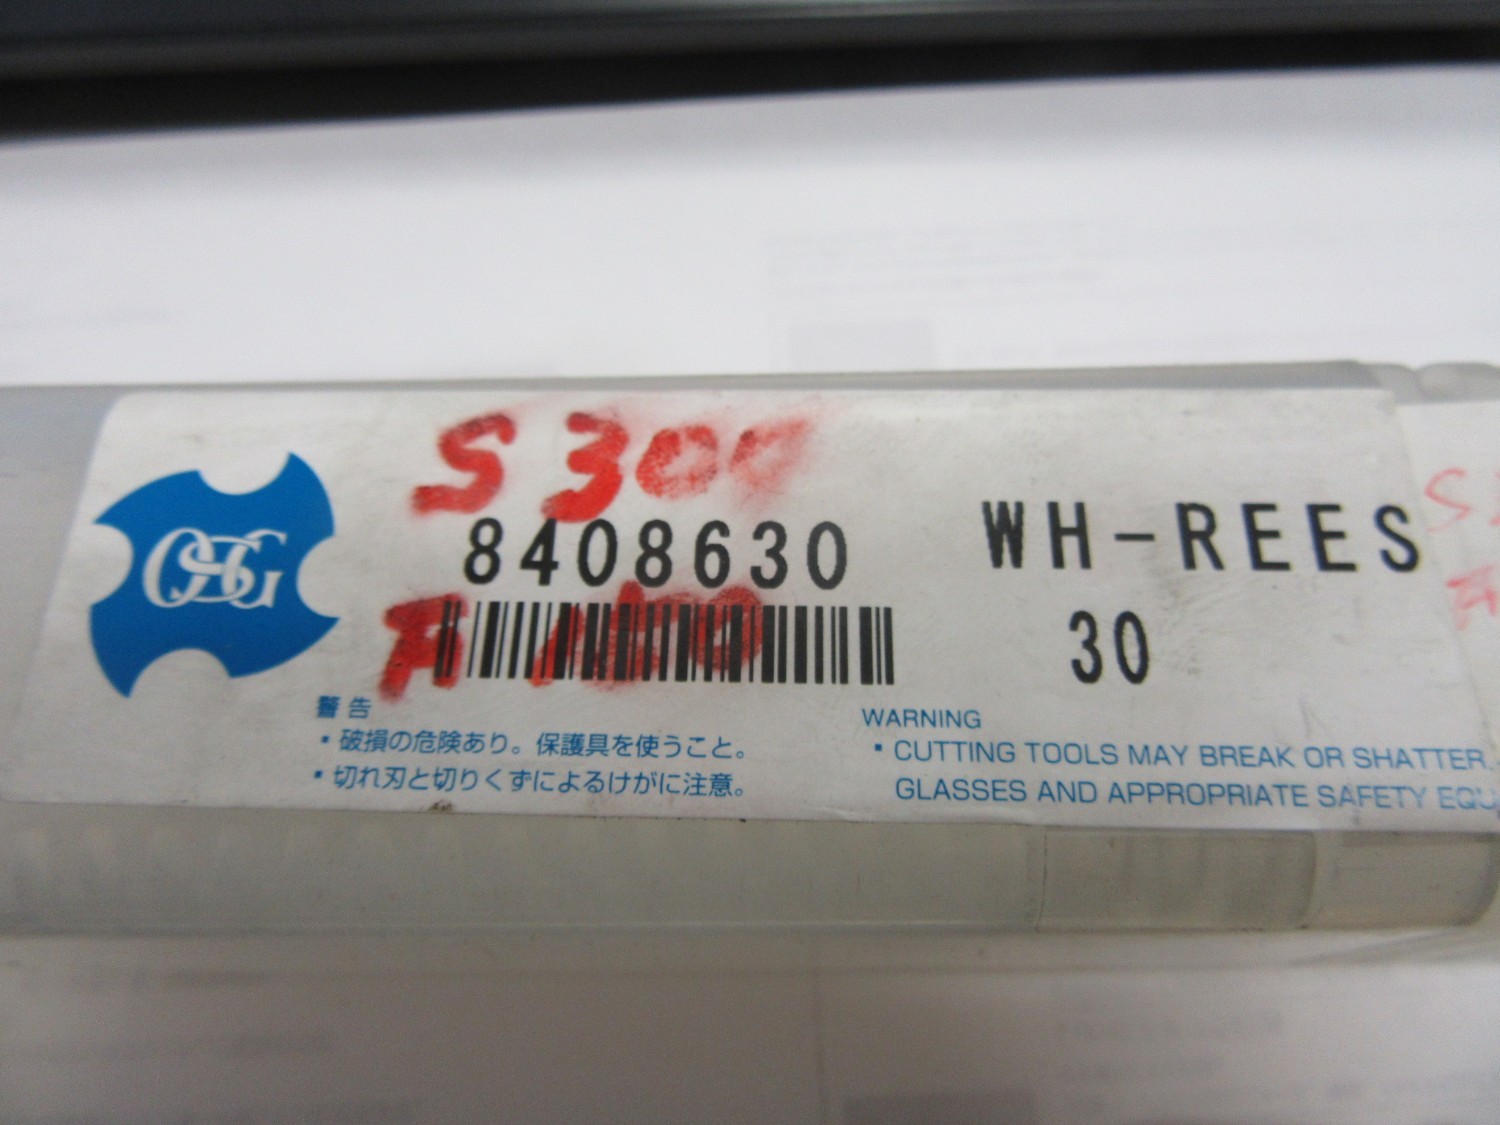 S300
OSG
8408630
WH-REES
30
警告
・破損の危険あり。保護具を使うこと。
・切れ刃と切りくずによるけがに注意。
WARNING
・CUTTING TOOLS MAY BREAK OR SHATTER.
GLASSES AND APPROPRIATE SAFETY EQU